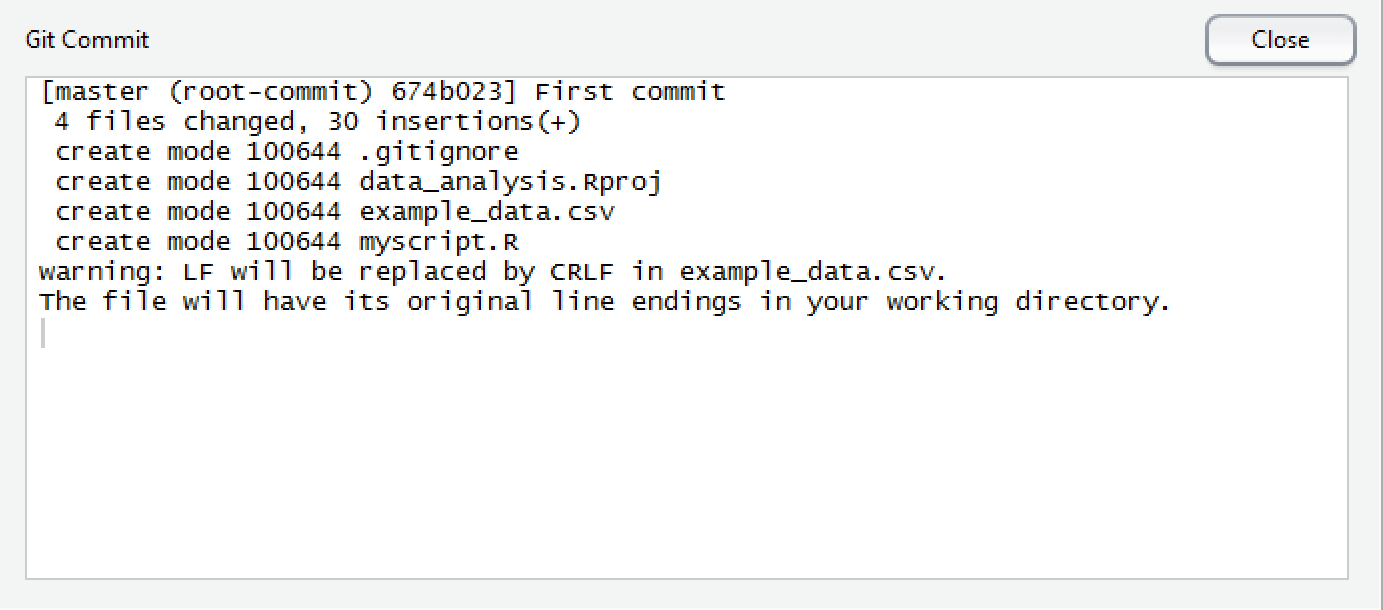 Git Commit
Close
[master (root-commit) 674b023] First commit
 4 files changed, 30 insertions(+)
 create mode 100644 .gitignore
 create mode 100644 data_analysis.Rproj
 create mode 100644 example_data.csv
 create mode 100644 myscript.R
warning: LF will be replaced by CRLF in example_data.csv.
The file will have its original line endings in your working directory.